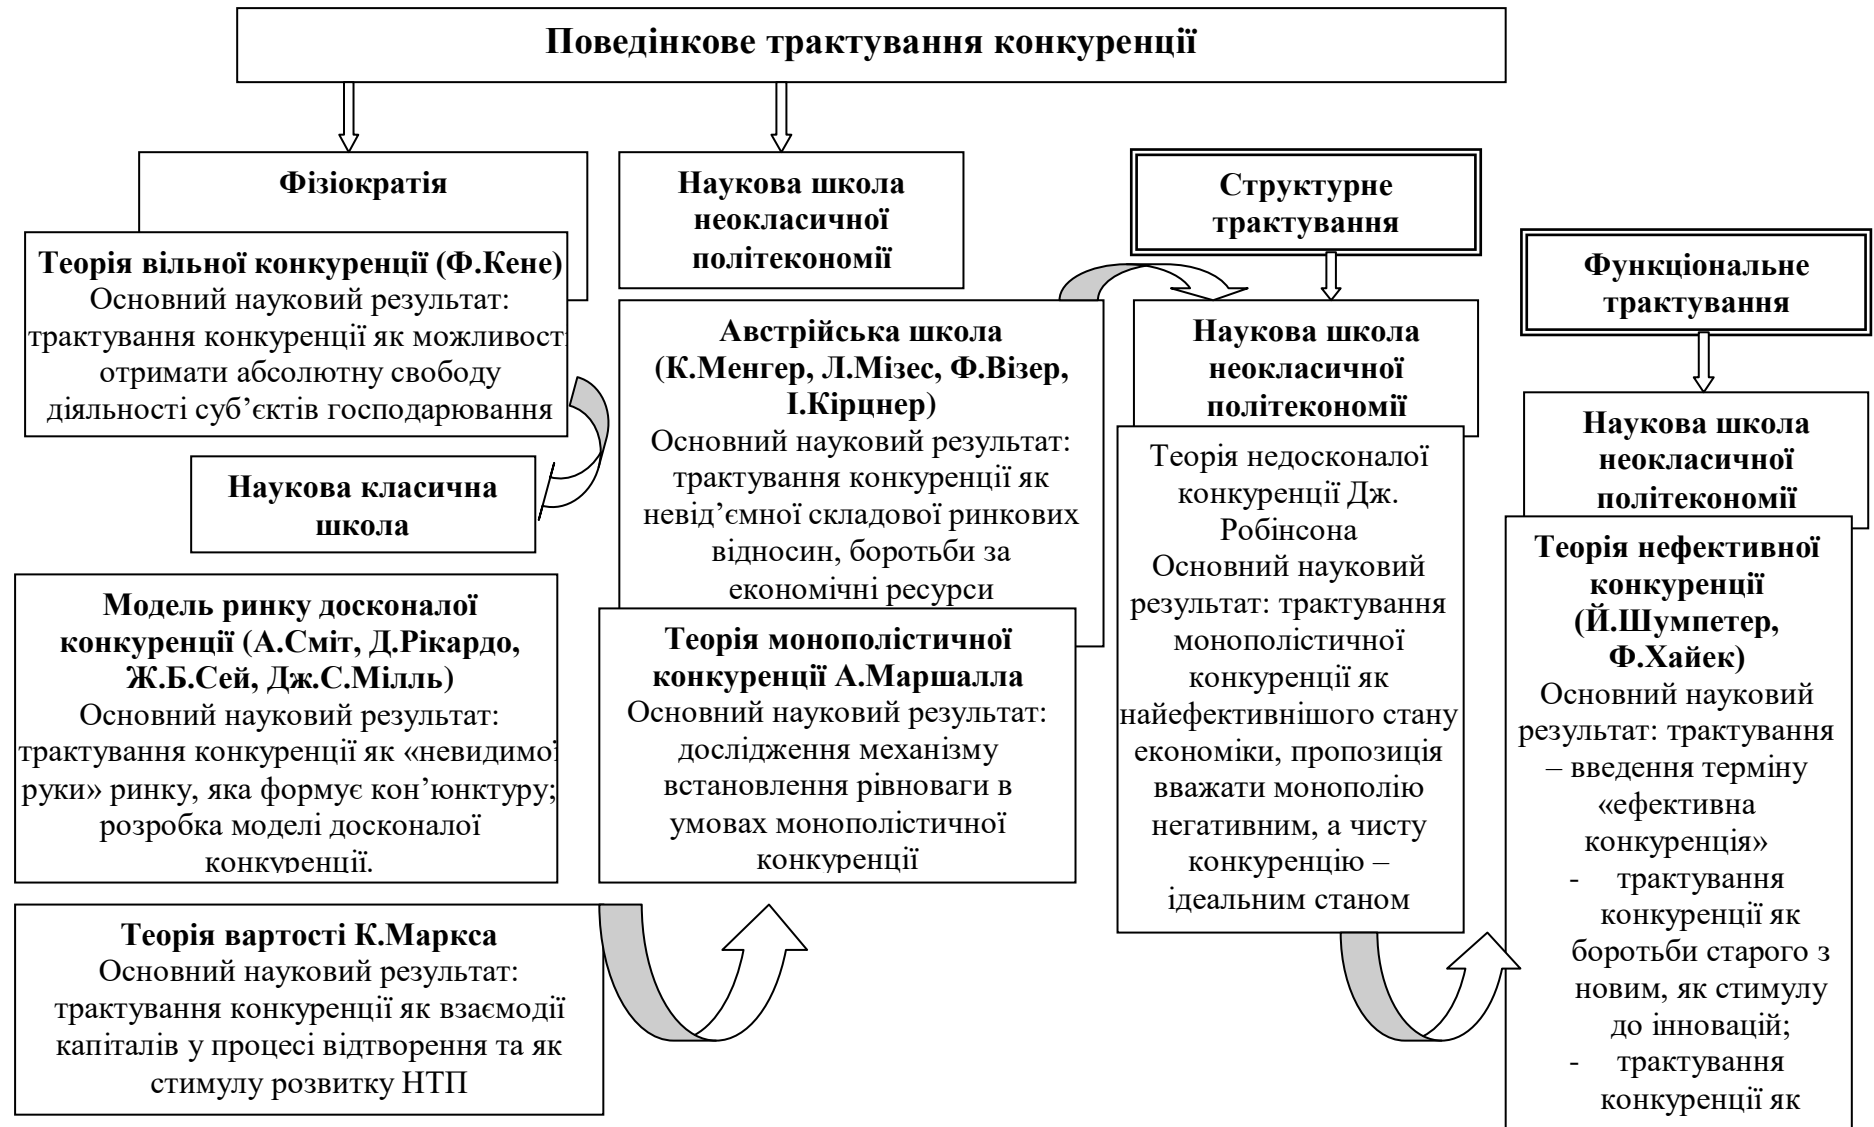 Поведінкове трактування конкуренції
Фізіократія
Теорія вільної конкуренції (Ф.Кене)
Основний науковий результат:
трактування конкуренції як можливості
отримати абсолютну свободу
діяльності суб’єктів господарювання
Наукова класична
школа
Модель ринку досконалої
конкуренції (А.Сміт, Д.Рікардо,
Ж.Б.Сей, Дж.С.Мілль)
Основний науковий результат:
трактування конкуренції як «невидимої
руки» ринку, яка формує кон’юнктуру;
розробка моделі досконалої
конкуренції.
Теорія вартості К.Маркса
Основний науковий результат:
трактування конкуренції як взаємодії
капіталів у процесі відтворення та як
стимулу розвитку НТП
Наукова школа
неокласичної
політекономії
Австрійська школа
(К.Менгер, Л.Мізес, Ф.Візер,
І.Кірцнер)
Основний науковий результат:
трактування конкуренції як
невід’ємної складової ринкових
відносин, боротьби за
економічні ресурси
Теорія монополістичної
конкуренції А.Маршалла
Основний науковий результат:
дослідження механізму
встановлення рівноваги в
умовах монополістичної
конкуренції
Структурне
трактування
Наукова школа
неокласичної
політекономії
Теорія недосконалої
конкуренції Дж.
Робінсона
Основний науковий
результат: трактування
монополістичної
конкуренції як
найефективнішого стану
економіки, пропозиція
вважати монополію
негативним, а чисту
конкуренцію –
ідеальним станом
Функціональне
трактування
Наукова школа
неокласичної
політекономії
Теорія нефективної
конкуренції
(Й.Шумпетер,
Ф.Хайек)
Основний науковий
результат: трактування
– введення терміну
«ефективна
конкуренція»
- трактування
конкуренції як
боротьби старого з
новим, як стимулу
до інновацій;
- трактування
конкуренції як